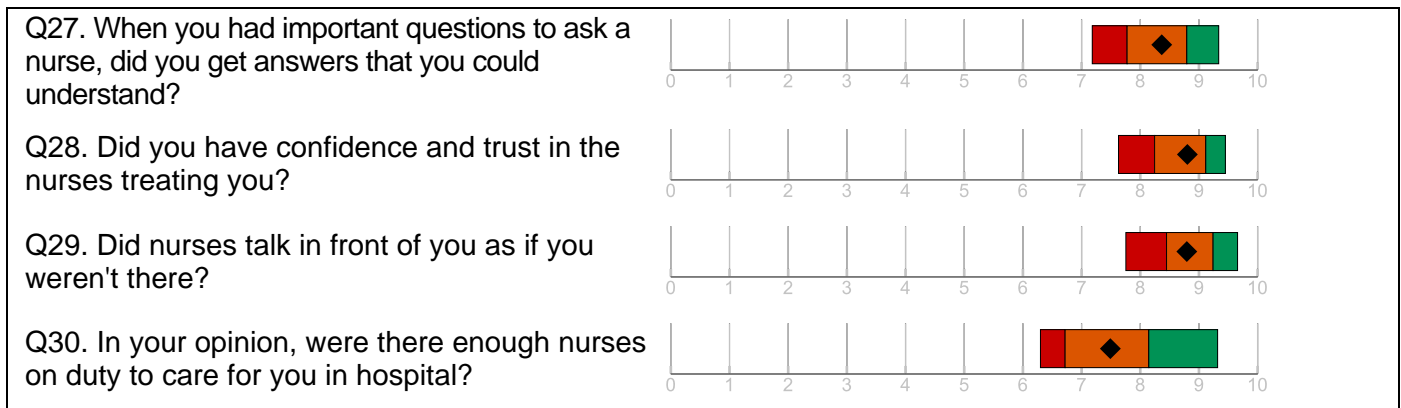 Q27. When you had important questions to ask a
nurse, did you get answers that you could
understand?
0 1 2 3 4 5 6 7 8 9 10
Q28. Did you have confidence and trust in the
nurses treating you?
0 1 2 3 4 5 6 7 8 9 10
Q29. Did nurses talk in front of you as if you
weren't there?
0 1 2 3 4 5 6 7 8 9 10
Q30. In your opinion, were there enough nurses
on duty to care for you in hospital?
0 1 2 3 4 5 6 7 8 9 10